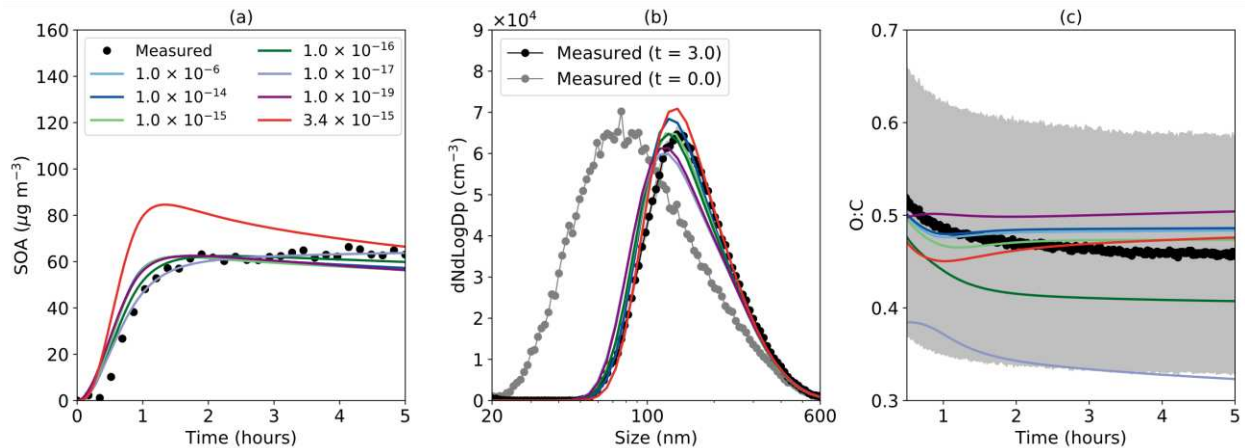 (a)
SOA (μg m⁻³)
160
140
120
100
80
60
40
20
0
Measured
1.0 × 10⁻⁶
1.0 × 10⁻¹⁴
1.0 × 10⁻¹⁵
1.0 × 10⁻¹⁶
1.0 × 10⁻¹⁷
1.0 × 10⁻¹⁹
3.4 × 10⁻¹⁵
0 1 2 3 4 5
Time (hours)
(b)
×10⁴
dNdLogDp (cm⁻³)
9
8
7
6
5
4
3
2
1
0
Measured (t = 3.0)
Measured (t = 0.0)
20 100 600
Size (nm)
(c)
O:C
0.7
0.6
0.5
0.4
0.3
1 2 3 4 5
Time (hours)